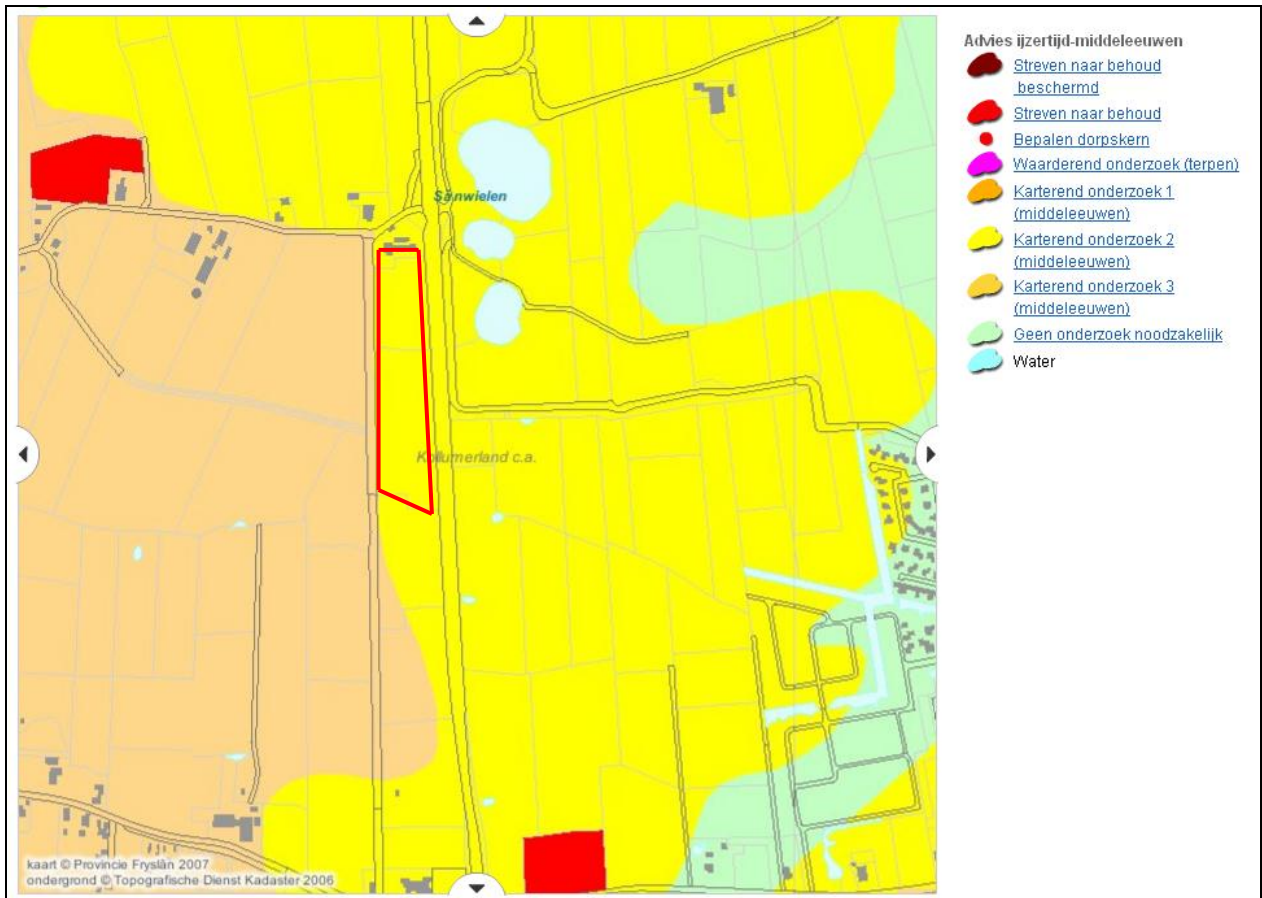 Sânwielen
Kollumerland c.a.
kaart © Provincie Fryslân 2007
ondergrond © Topografische Dienst Kadaster 2006
Advies ijzertijd-middeleeuwen
Streven naar behoud
beschermd
Streven naar behoud
Bepalen dorpskern
Waarderend onderzoek (terpen)
Karterend onderzoek 1
(middeleeuwen)
Karterend onderzoek 2
(middeleeuwen)
Karterend onderzoek 3
(middeleeuwen)
Geen onderzoek noodzakelijk
Water